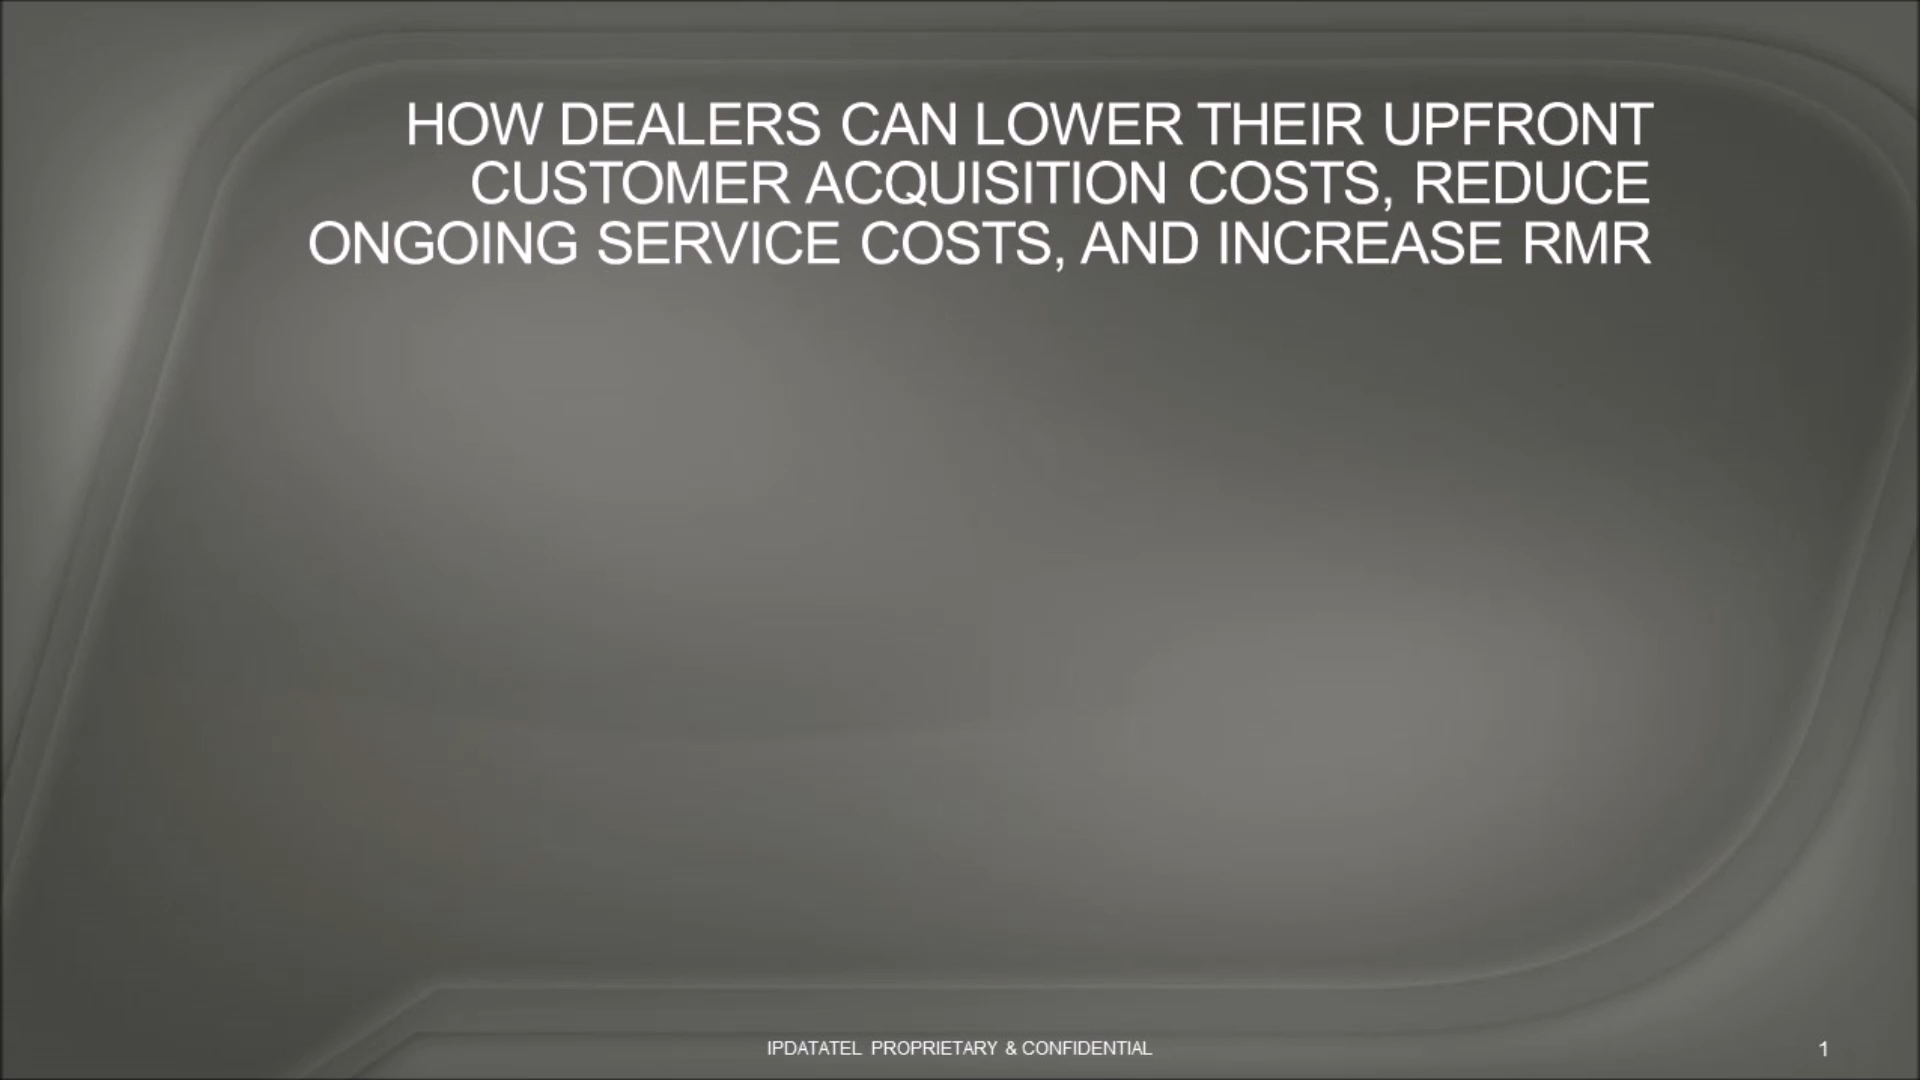 HOW DEALERS CAN LOWER THEIR UPFRONT
CUSTOMER ACQUISITION COSTS, REDUCE
ONGOING SERVICE COSTS, AND INCREASE RMR
IPDATATEL PROPRIETARY & CONFIDENTIAL
1